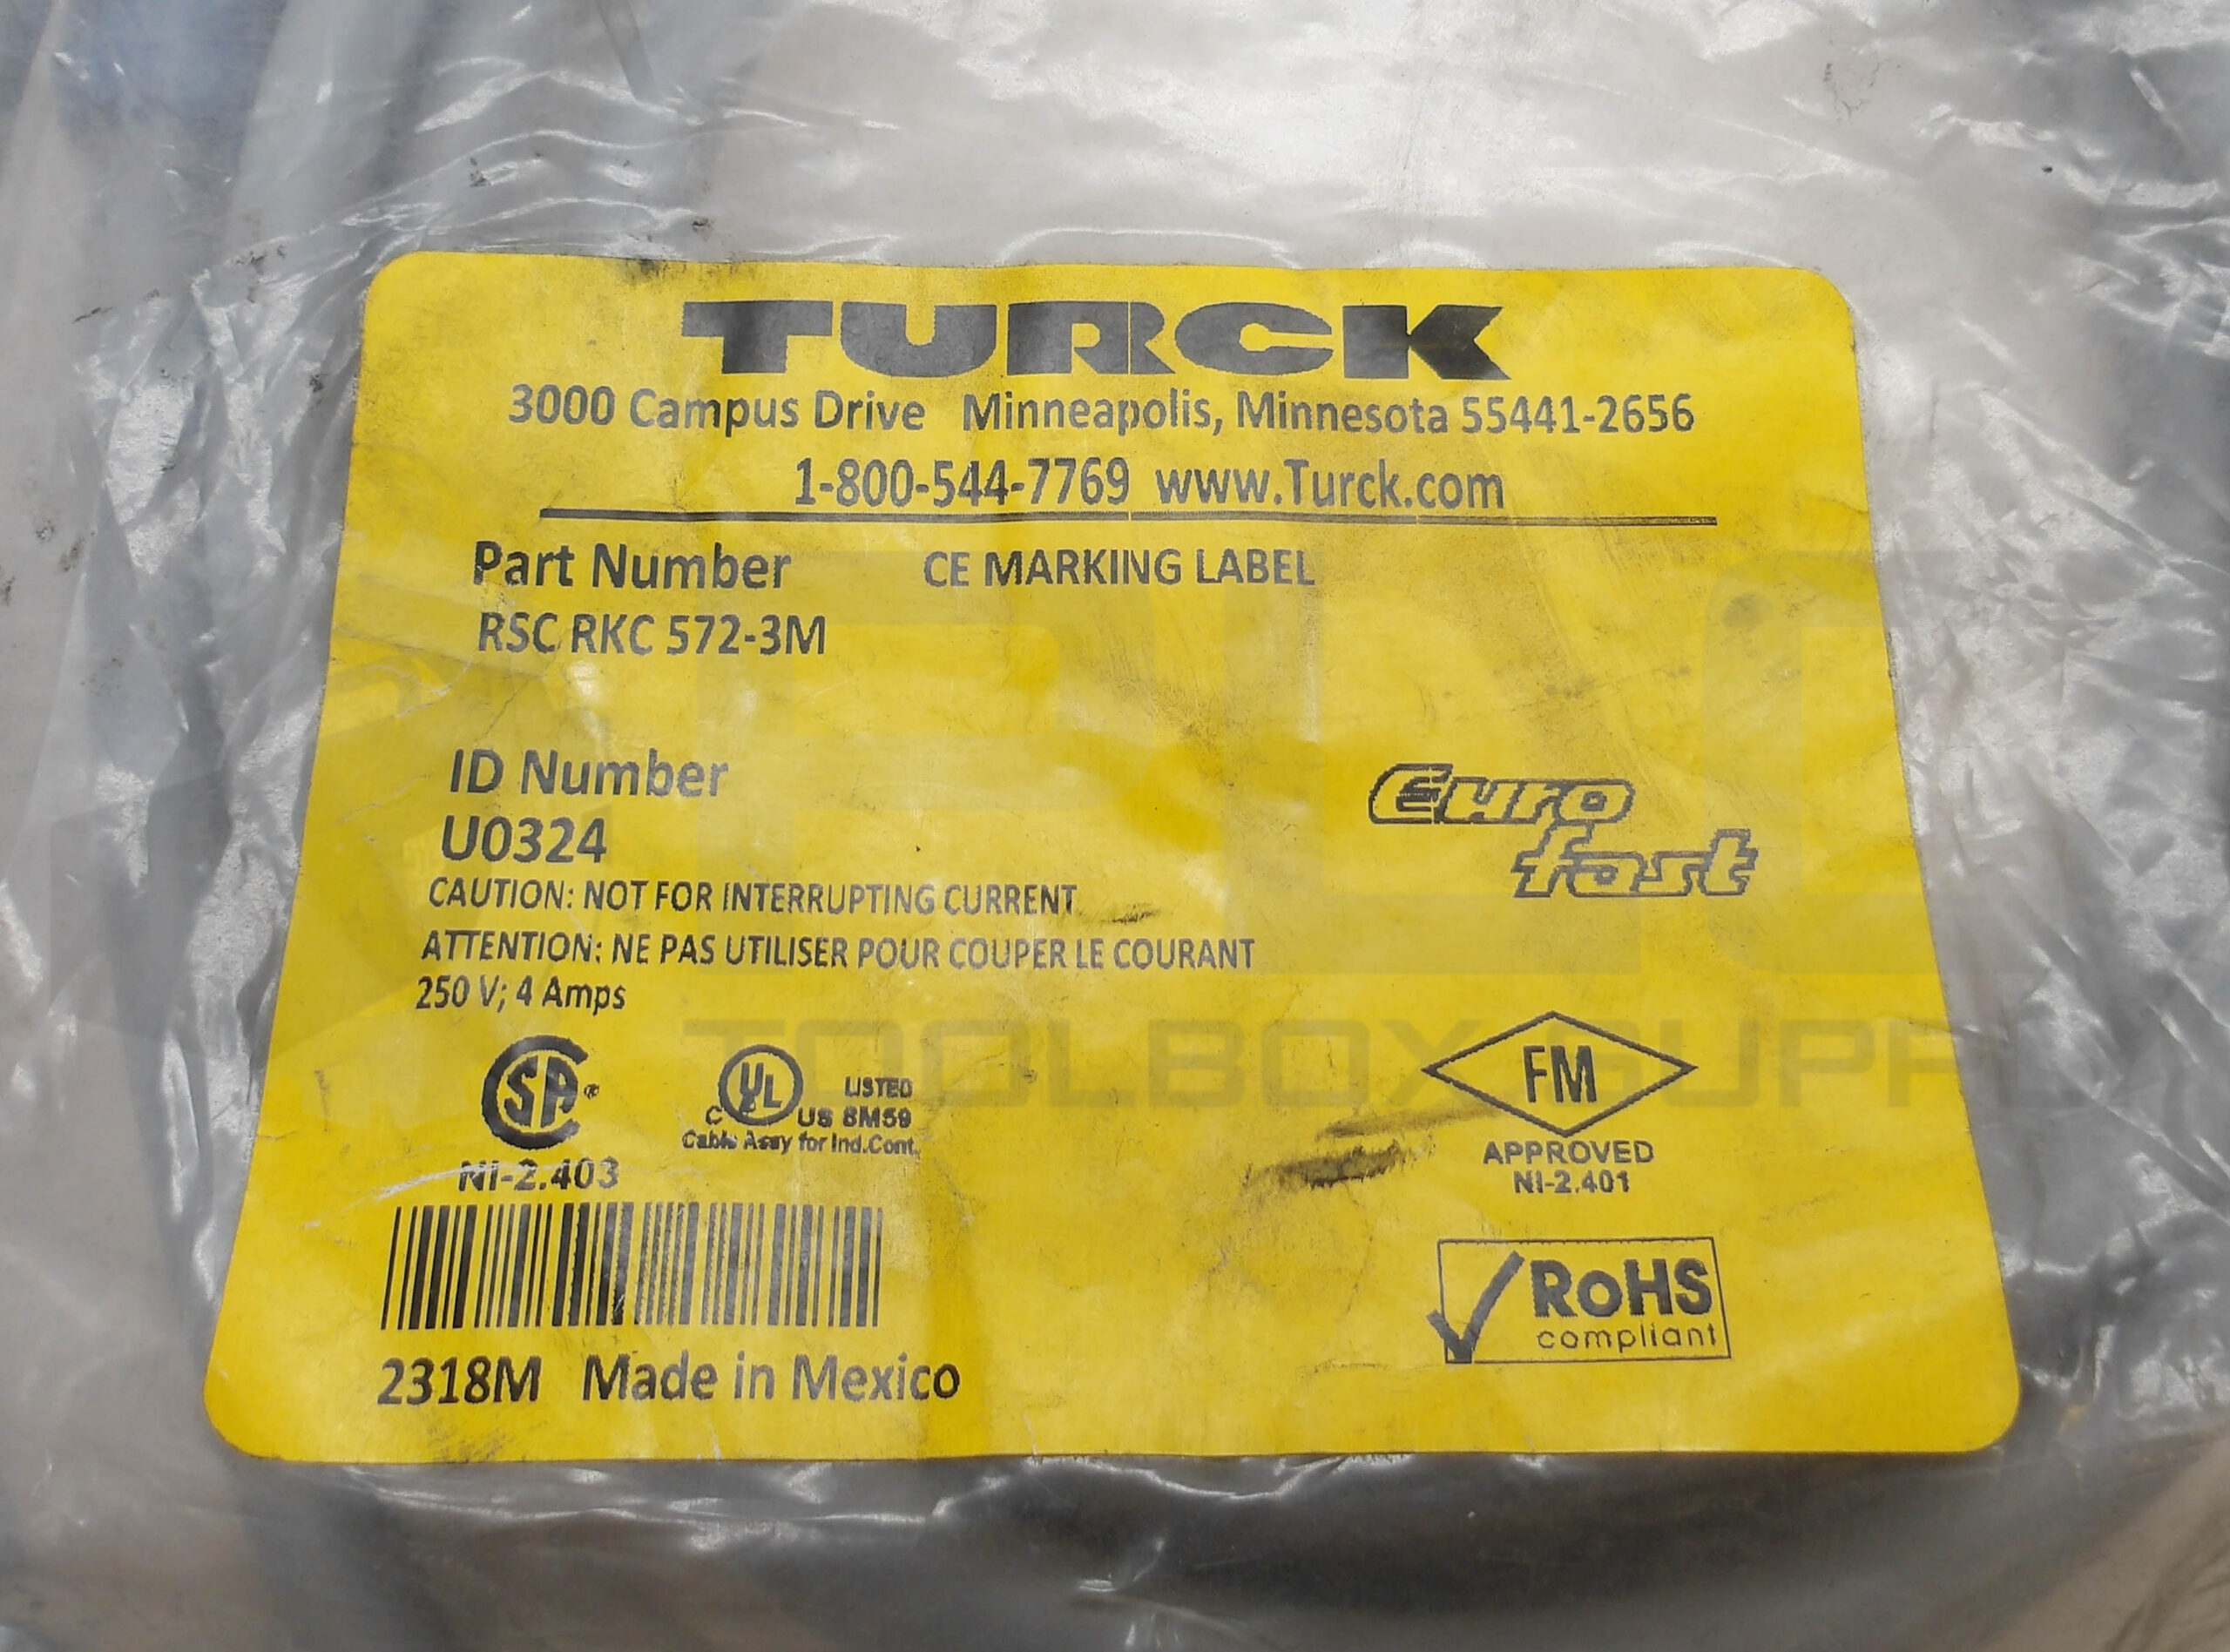 TURCK
3000 Campus Drive Minneapolis, Minnesota 55441-2656
1-800-544-7769 www.Turck.com
Part Number CE MARKING LABEL
RSC RKC 572-3M
ID Number
U0324
Euro
fast
CAUTION: NOT FOR INTERRUPTING CURRENT
ATTENTION: NE PAS UTILISER POUR COUPER LE COURANT
250 V; 4 Amps
SA®
NI-2.403
UL LISTED
C US 8M59
Cable Assy for Ind.Cont.
FM
APPROVED
NI-2.401
RoHS
compliant
2318M Made in Mexico
TOOLBOX SUPPLY